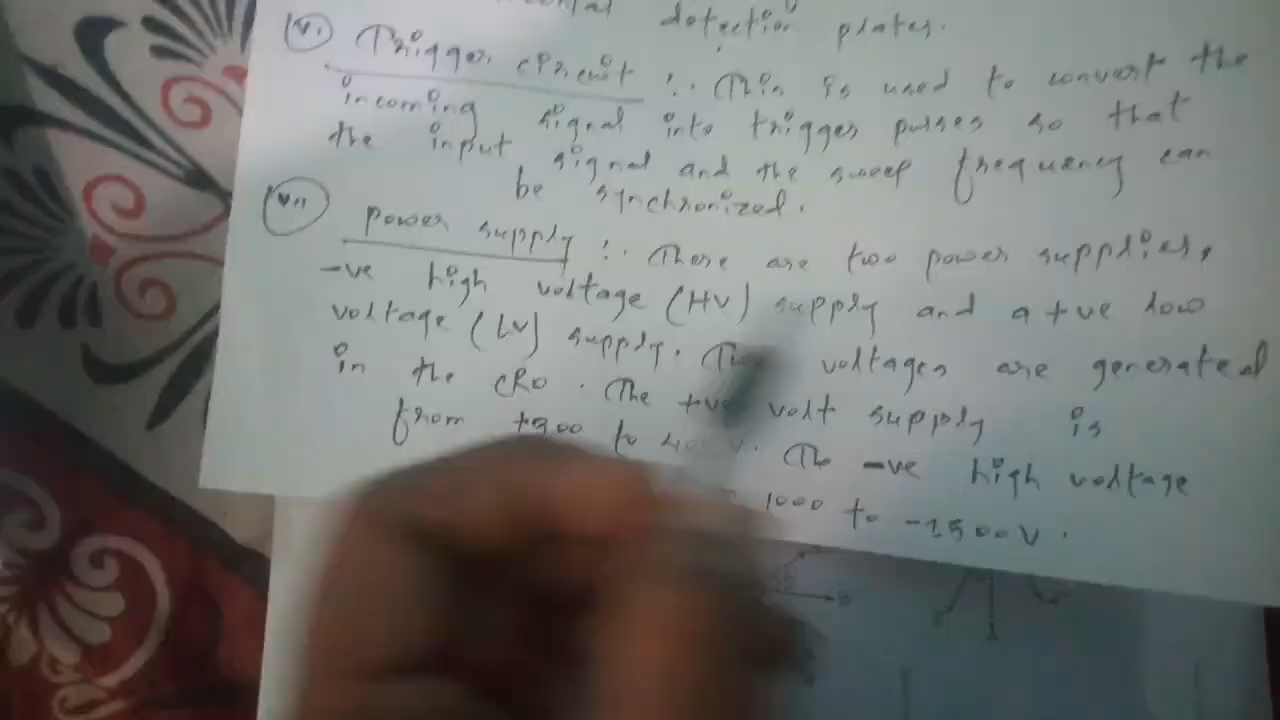 detection plates.
(vi) Trigger circuit :. This is used to convert the
incoming signal into trigger pulses so that
the input signal and the sweep frequency can
be synchronized.
(vii) Power supply :. There are two power supplies,
-ve high voltage (HV) supply and a +ve low
voltage (LV) supply. voltages are generated
in the CRO. The +ve volt supply is
from +300 to 400 V. The -ve high voltage
1000 to -1500V.